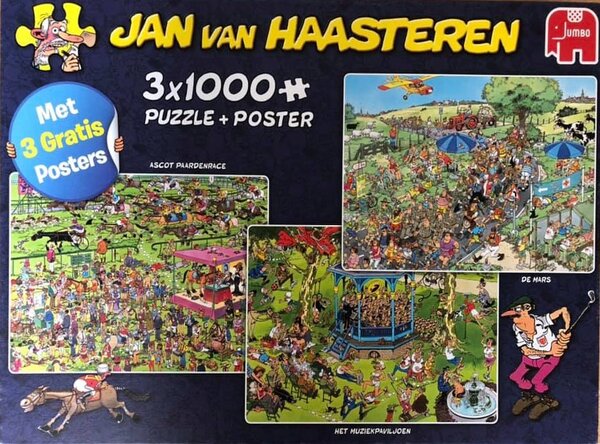 JAN VAN HAASTEREN
Jumbo
3x1000
PUZZLE + POSTER
Met
3 Gratis
Posters
ASCOT PAARDENRACE
DE MARS
HET MUZIEKPAVILJOEN